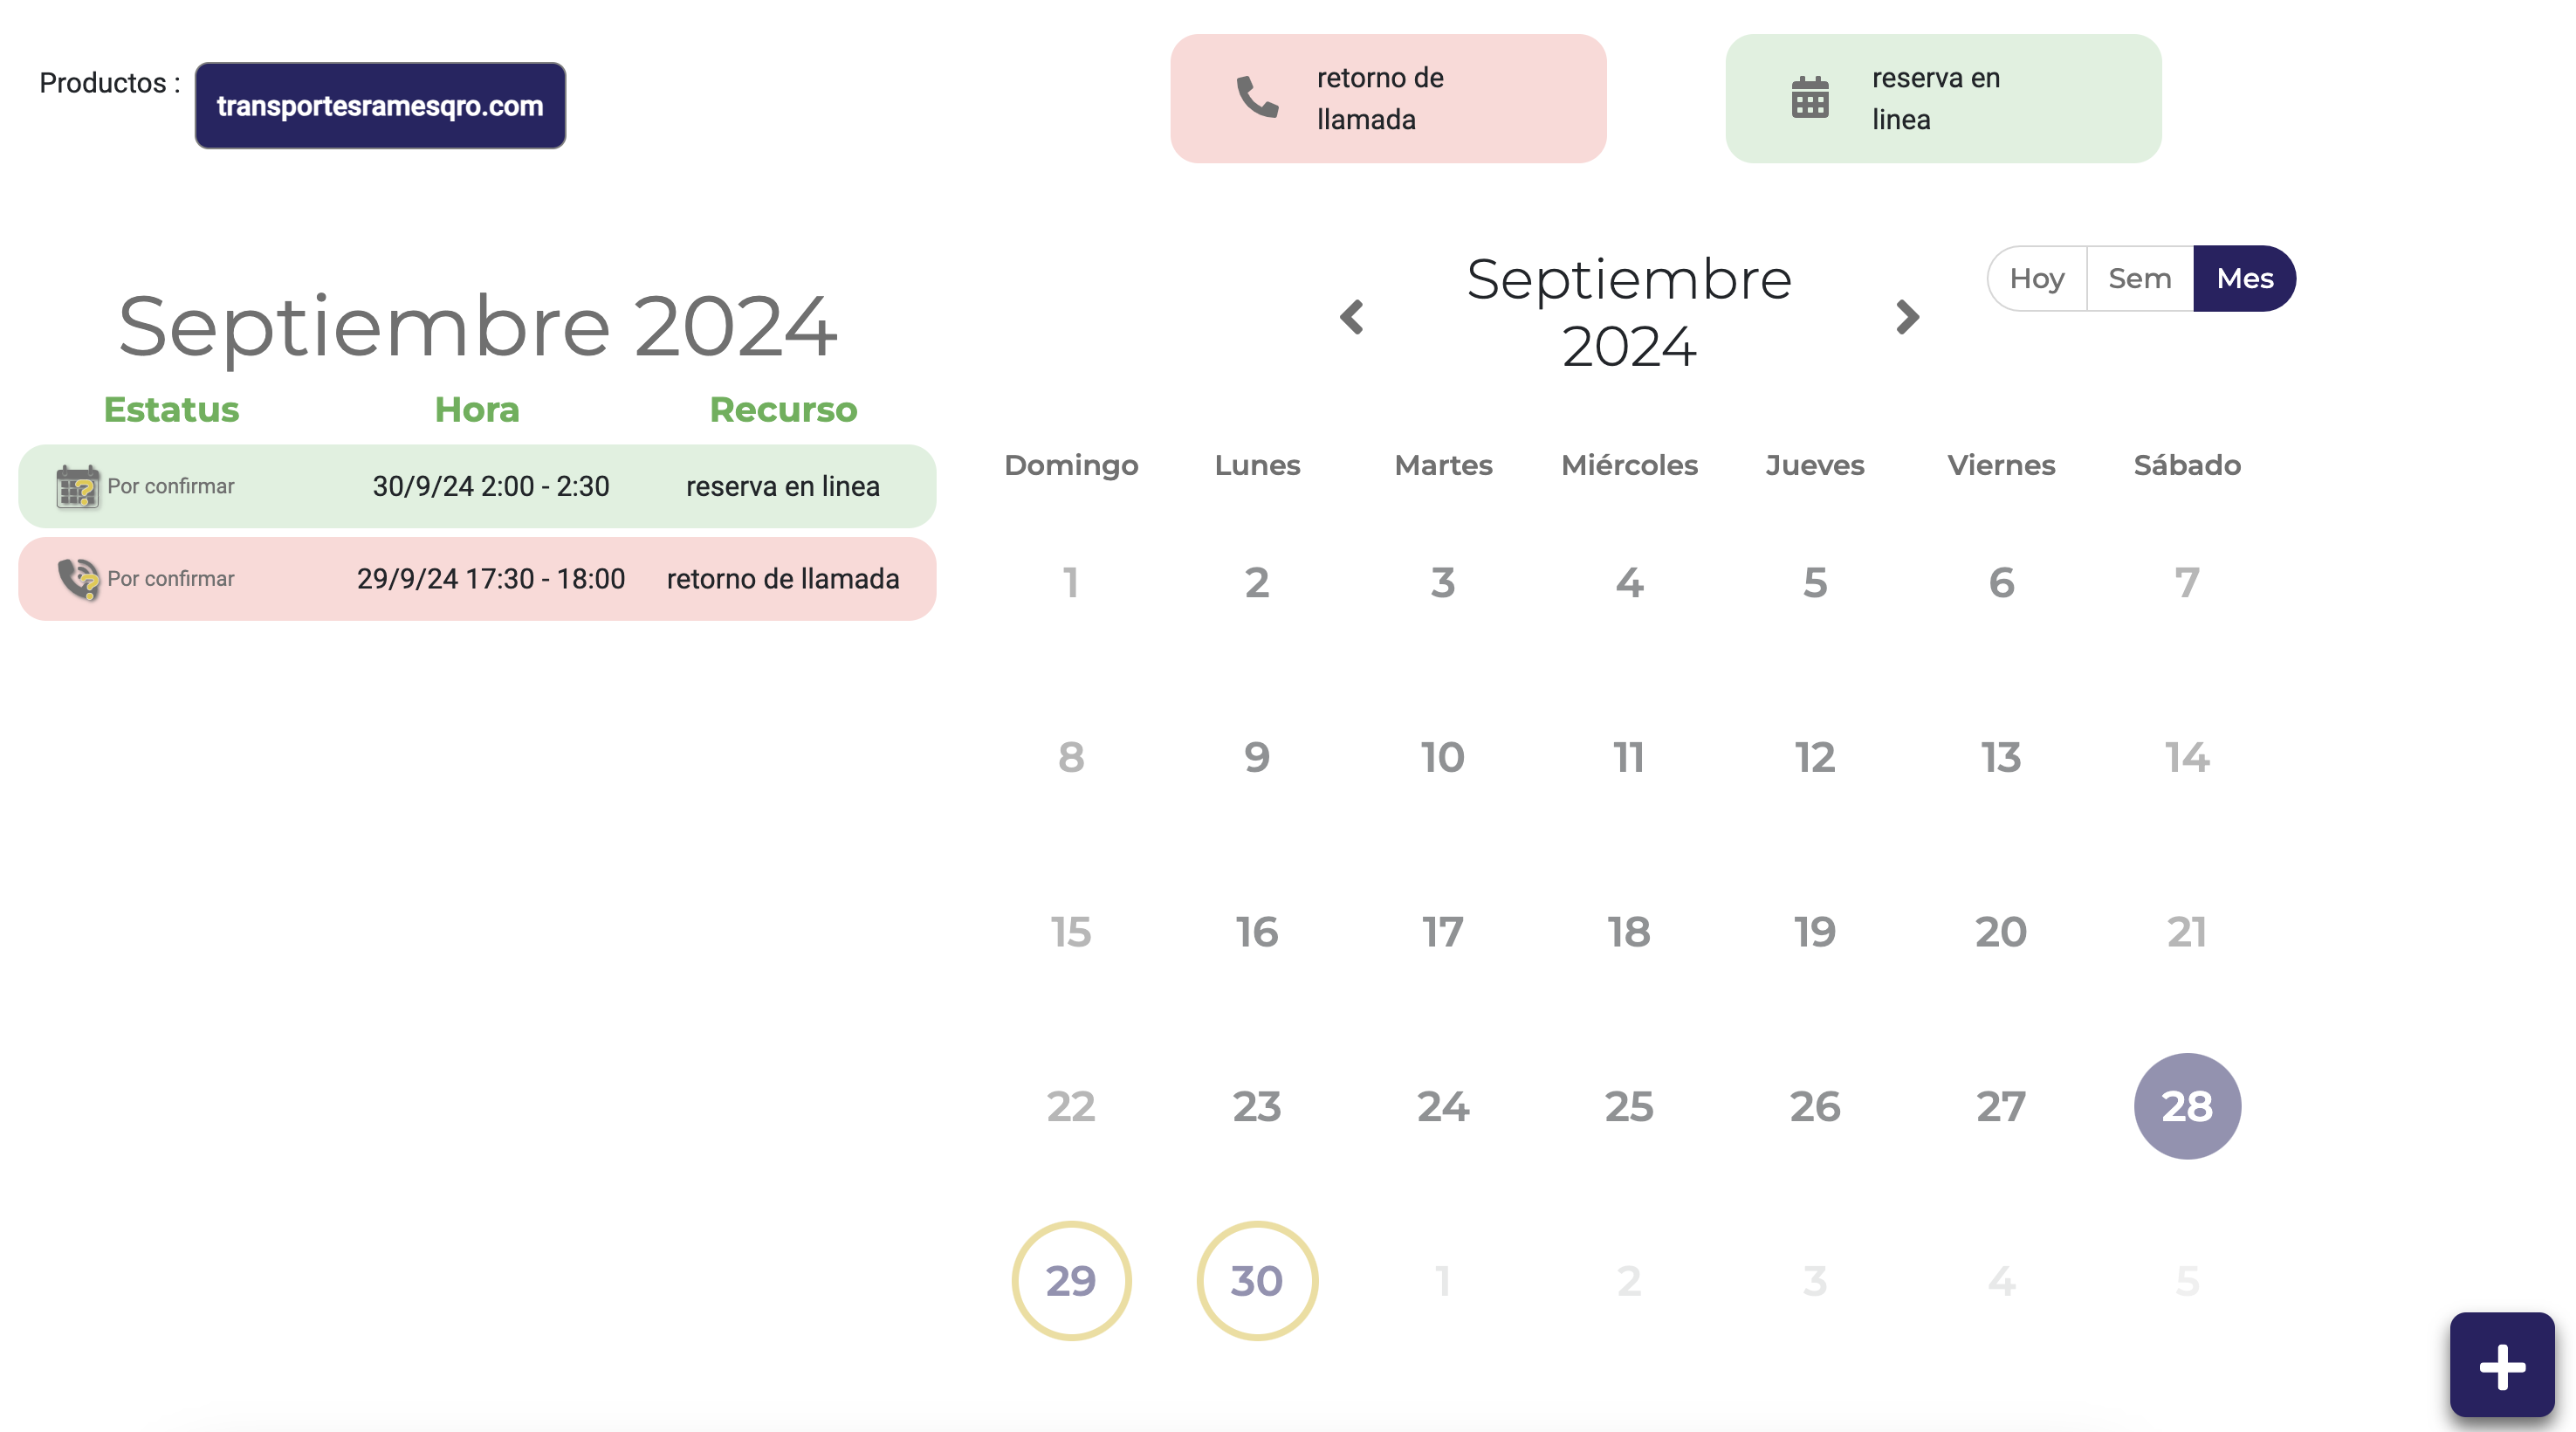 Productos :
transportesramesqro.com
retorno de
llamada
reserva en
linea
Septiembre 2024
Estatus Hora Recurso
Por confirmar 30/9/24 2:00 - 2:30 reserva en linea
Por confirmar 29/9/24 17:30 - 18:00 retorno de llamada
Septiembre
2024
Hoy Sem Mes
Domingo Lunes Martes Miércoles Jueves Viernes Sábado
1 2 3 4 5 6 7
8 9 10 11 12 13 14
15 16 17 18 19 20 21
22 23 24 25 26 27 28
29 30 1 2 3 4 5